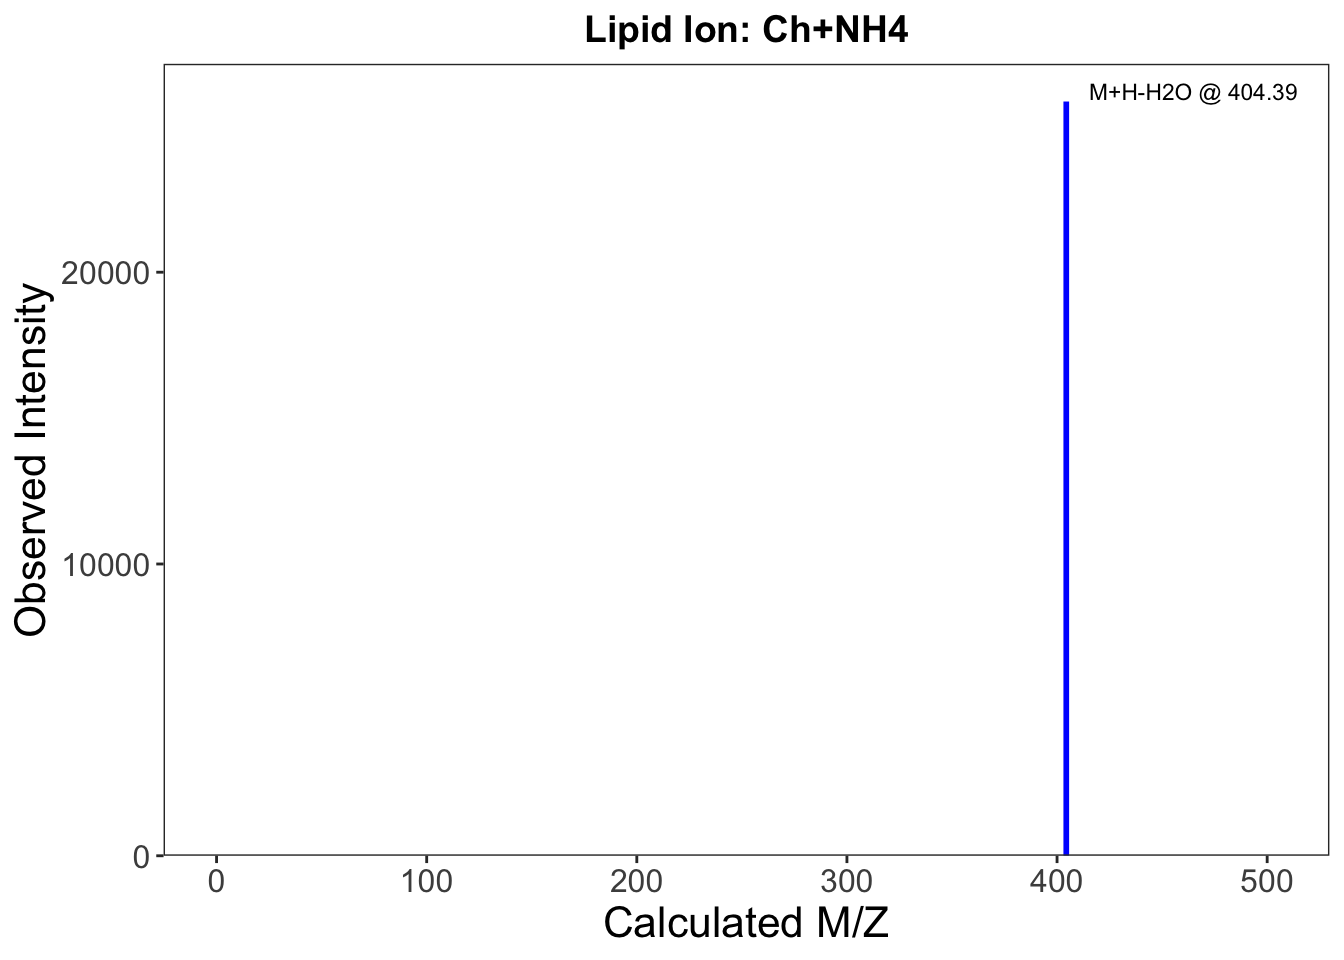 Lipid Ion: Ch+NH4
M+H-H2O @ 404.39
20000
10000
0
0 100 200 300 400 500
Calculated M/Z
Observed Intensity